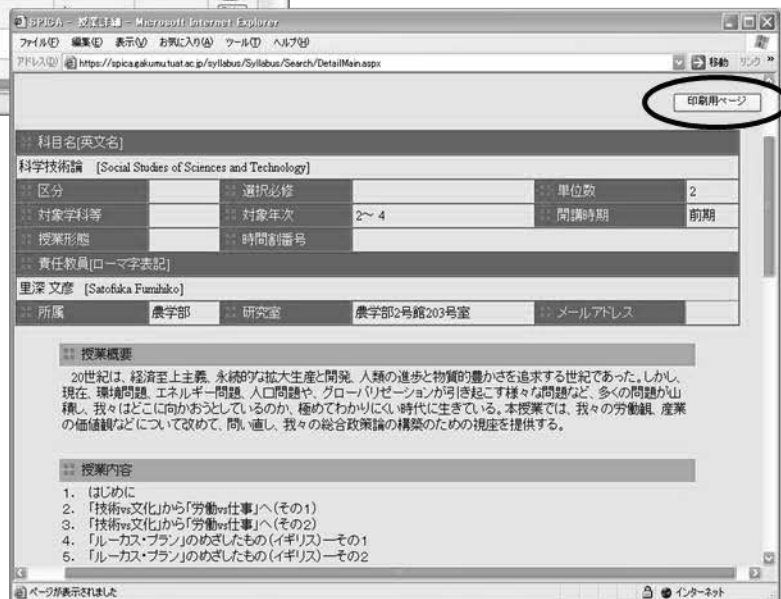 SPICA - 授業詳細 - Microsoft Internet Explorer
ファイル(F) 編集(E) 表示(V) お気に入り(A) ツール(T) ヘルプ(H)
アドレス(D) https://spica.gakumu.tuat.ac.jp/syllabus/Syllabus/Search/DetailMain.aspx 移動 リンク »
印刷用ページ
科目名[英文名]
科学技術論 [Social Studies of Sciences and Technology]
区分 選択必修 単位数 2
対象学科等 対象年次 2～ 4 開講時期 前期
授業形態 時間割番号
責任教員[ローマ字表記]
里深 文彦 [Satofuka Fumihiko]
所属 農学部 研究室 農学部2号館203号室 メールアドレス
授業概要
20世紀は、経済至上主義、永続的な拡大生産と開発、人類の進歩と物質的豊かさを追求する世紀であった。しかし、
現在、環境問題、エネルギー問題、人口問題や、グローバリゼーションが引き起こす様々な問題など、多くの問題が山
積し、我々はどこに向かおうとしているのか、極めてわかりにくい時代に生きている。本授業では、我々の労働観、産業
の価値観などについて改めて、問い直し、我々の総合政策論の構築のための視座を提供する。
授業内容
1. はじめに
2. 「技術vs文化」から「労働vs仕事」へ(その1)
3. 「技術vs文化」から「労働vs仕事」へ(その2)
4. 「ルーカス・プラン」のめざしたもの(イギリス)―その1
5. 「ルーカス・プラン」のめざしたもの(イギリス)―その2
ページが表示されました インターネット